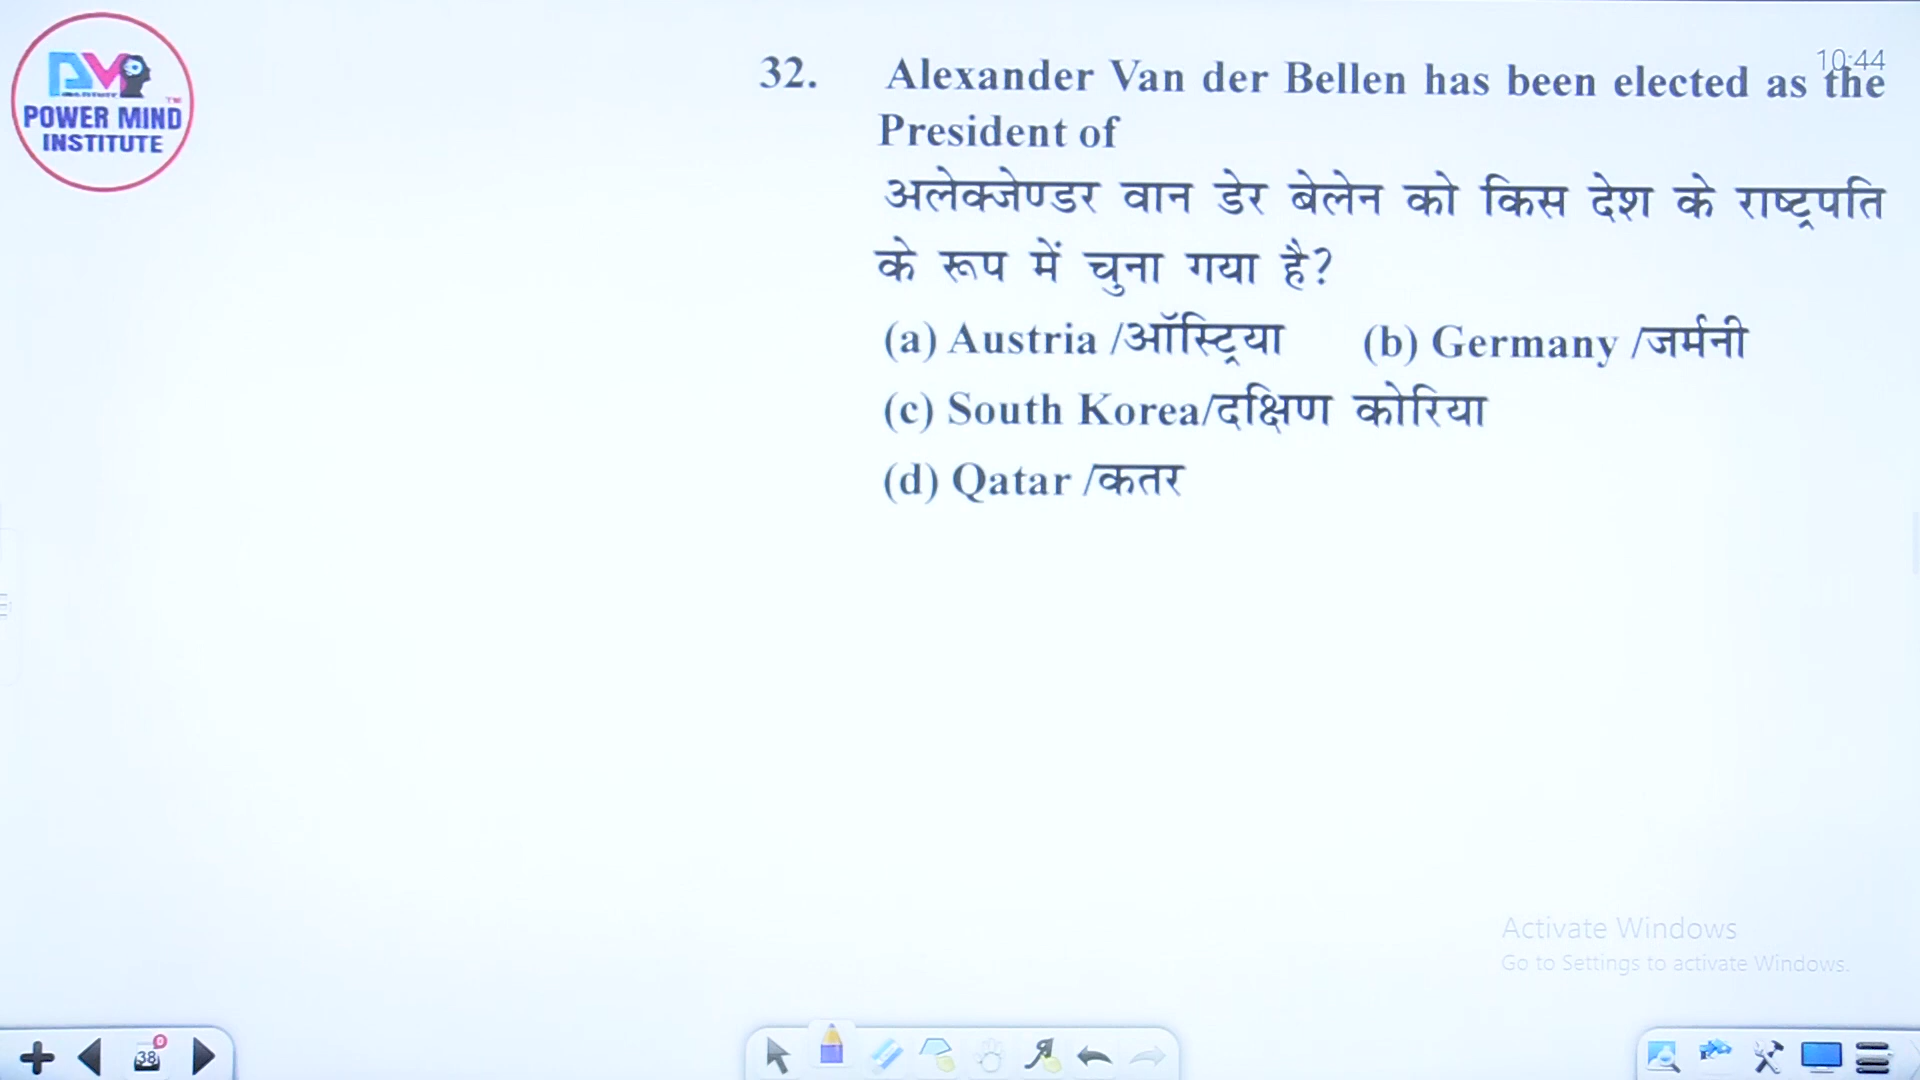 POWER MIND
INSTITUTE
10:44
32. Alexander Van der Bellen has been elected as the
President of
अलेक्जेण्डर वान डेर बेलेन को किस देश के राष्ट्रपति
के रूप में चुना गया है?
(a) Austria /ऑस्ट्रिया (b) Germany /जर्मनी
(c) South Korea/दक्षिण कोरिया
(d) Qatar /कतर
Activate Windows
Go to Settings to activate Windows.
0
38